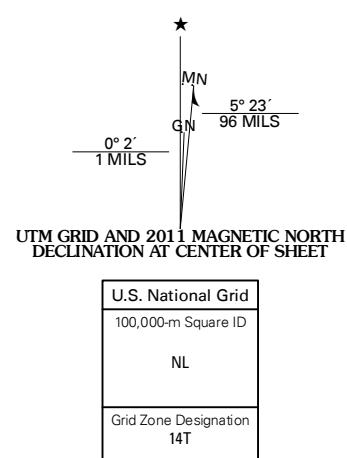 ★
MN
GN
5° 23´
96 MILS
0° 2´
1 MILS
UTM GRID AND 2011 MAGNETIC NORTH
DECLINATION AT CENTER OF SHEET
U.S. National Grid
100,000-m Square ID
NL
Grid Zone Designation
14T